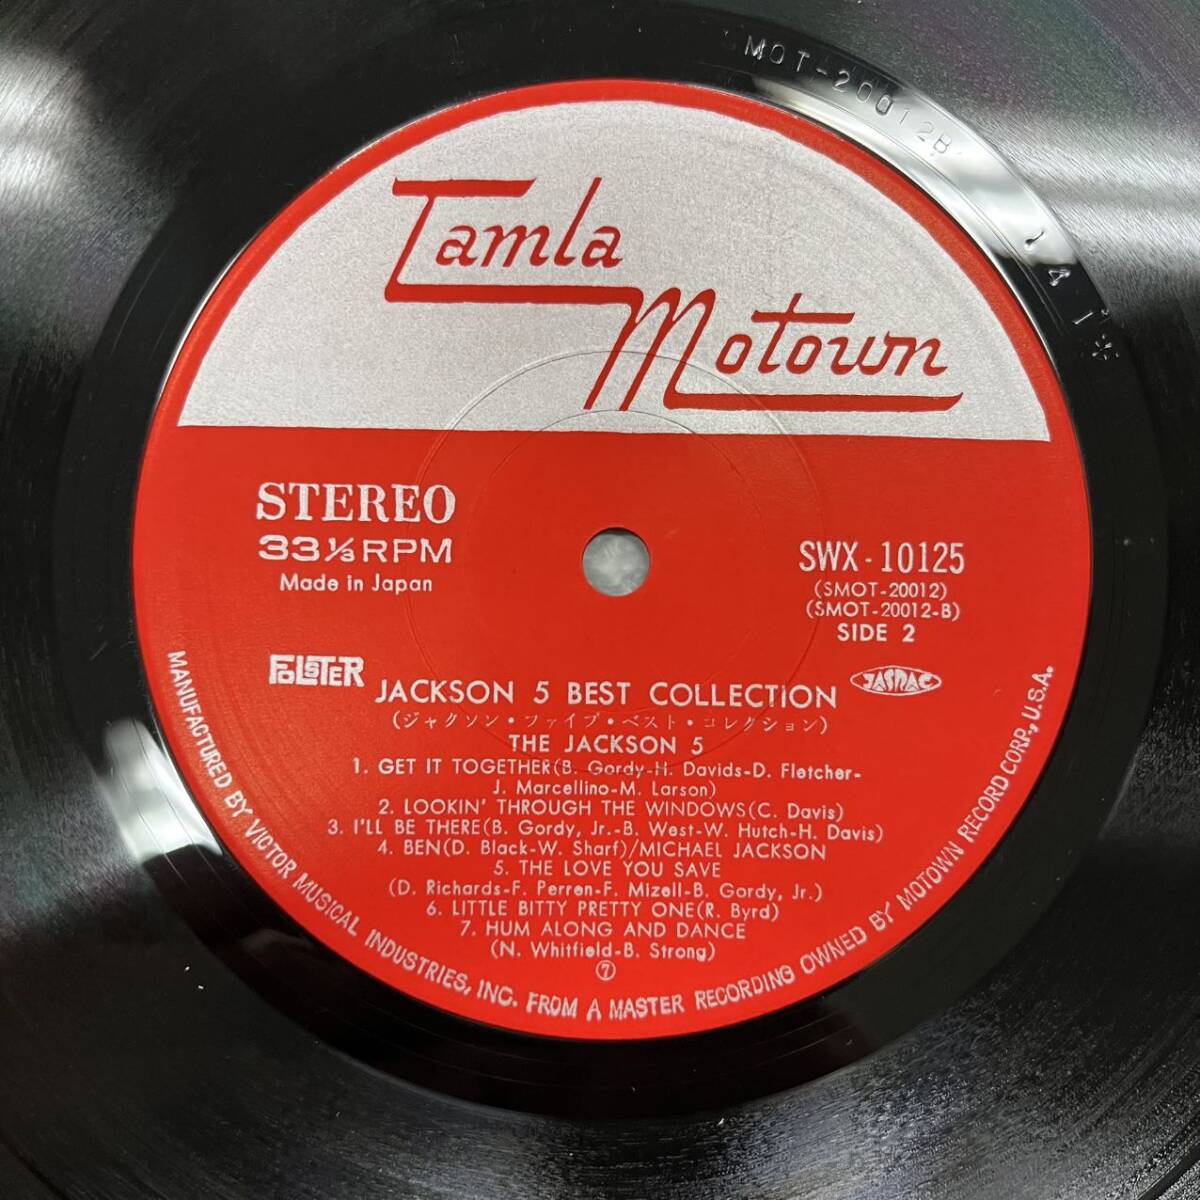 SMOT-20012B
1 4 1 *
Tamla
Motown
STEREO
33⅓RPM
Made in Japan
SWX-10125
(SMOT-20012)
(SMOT-20012-B)
SIDE 2
FOLSTER
JASRAC
JACKSON 5 BEST COLLECTION
(ジャクソン・ファイブ・ベスト・コレクション)
THE JACKSON 5
1. GET IT TOGETHER(B. Gordy-H. Davids-D. Fletcher-
J. Marcellino-M. Larson)
2. LOOKIN' THROUGH THE WINDOWS(C. Davis)
3. I'LL BE THERE(B. Gordy, Jr.-B. West-W. Hutch-H. Davis)
4. BEN(D. Black-W. Sharf)/MICHAEL JACKSON
5. THE LOVE YOU SAVE
(D. Richards-F. Perren-F. Mizell-B. Gordy, Jr.)
6. LITTLE BITTY PRETTY ONE(R. Byrd)
7. HUM ALONG AND DANCE
(N. Whitfield-B. Strong)
⑦
MANUFACTURED BY VICTOR MUSICAL INDUSTRIES, INC. FROM A MASTER RECORDING OWNED BY MOTOWN RECORD CORP., U.S.A.